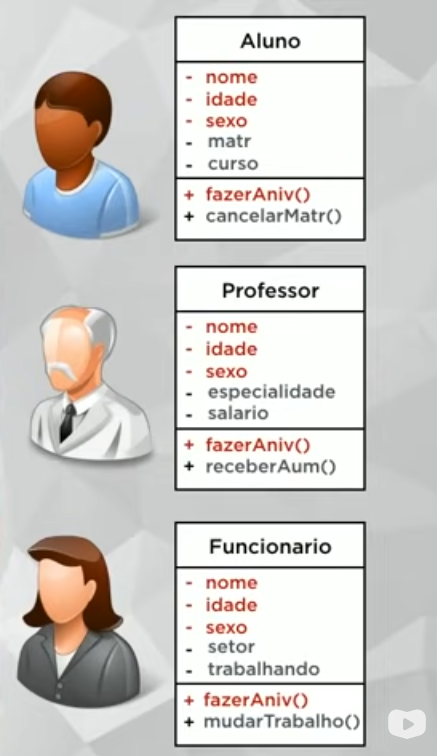 Aluno
- nome
- idade
- sexo
- matr
- curso
+ fazerAniv()
+ cancelarMatr()
Professor
- nome
- idade
- sexo
- especialidade
- salario
+ fazerAniv()
+ receberAum()
Funcionario
- nome
- idade
- sexo
- setor
- trabalhando
+ fazerAniv()
+ mudarTrabalho()